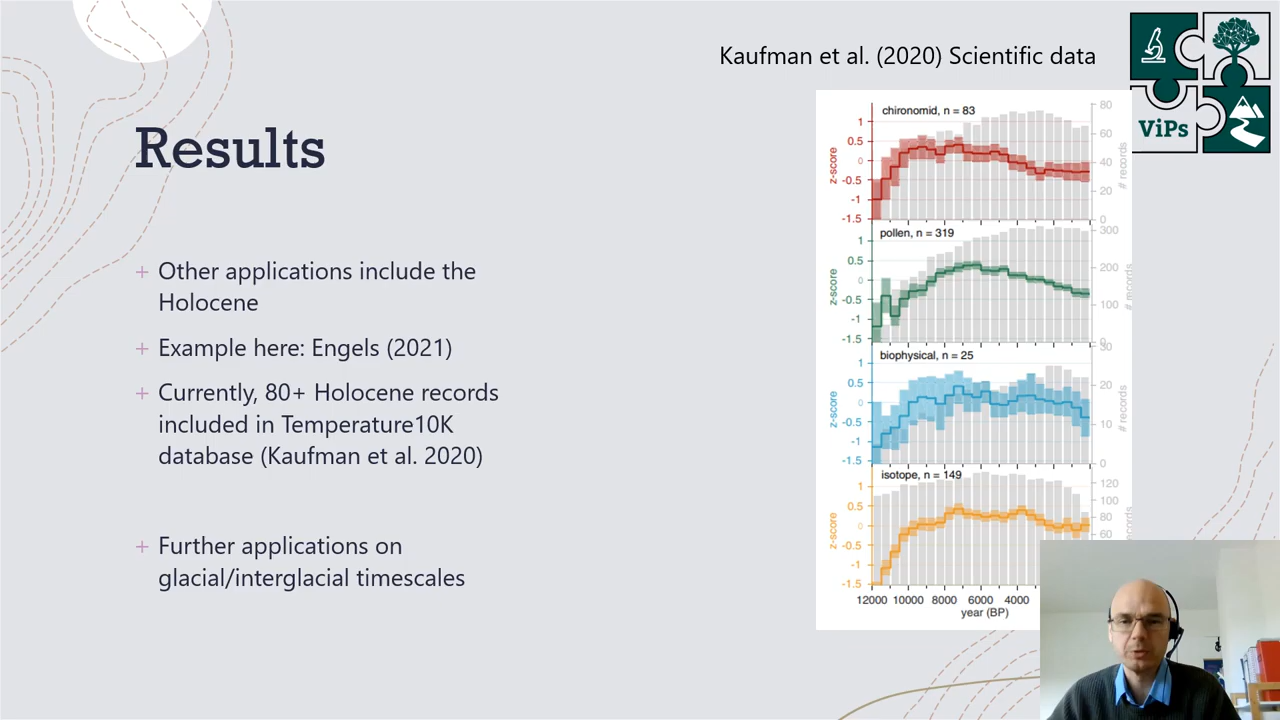 Kaufman et al. (2020) Scientific data
ViPs
Results
+ Other applications include the
Holocene
+ Example here: Engels (2021)
+ Currently, 80+ Holocene records
included in Temperature10K
database (Kaufman et al. 2020)
+ Further applications on
glacial/interglacial timescales
chironomid, n = 83
1
0.5
0
-0.5
-1
-1.5
z-score
80
60
40
20
0
# records
pollen, n = 319
1
0.5
0
-0.5
-1
-1.5
z-score
300
200
100
0
# records
biophysical, n = 25
1
0.5
0
-0.5
-1
-1.5
z-score
30
20
10
0
# records
isotope, n = 149
1
0.5
0
-0.5
-1
-1.5
z-score
120
100
80
60
records
12000 10000 8000 6000 4000
year (BP)